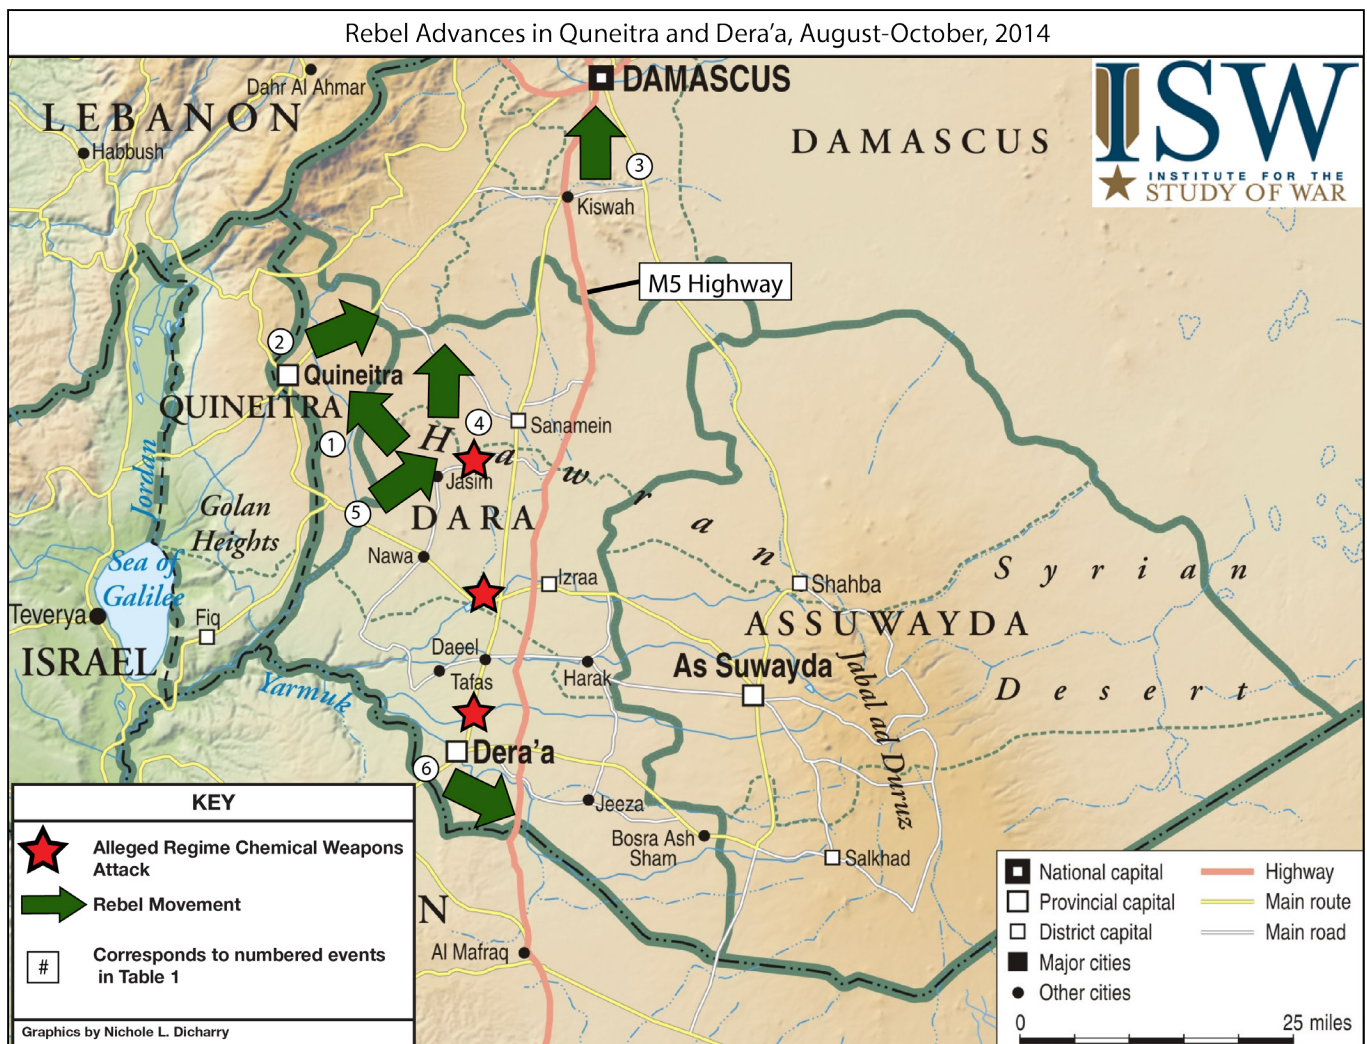 Rebel Advances in Quneitra and Dera'a, August-October, 2014
DAMASCUS
Dahr Al Ahmar
LEBANON
Habbush
DAMASCUS
ISW
INSTITUTE FOR THE
STUDY OF WAR
3
Kiswah
M5 Highway
2
Quineitra
QUINEITRA
1
4
Sanamein
Hawran
Jasim
5
DARA
Jordan
Golan
Heights
Nawa
Sea of
Galilee
Izraa
Shahba
Syrian
Desert
Teverya
Fiq
ASSUWAYDA
ISRAEL
Daeel
Tafas
Harak
As Suwayda
Jabal ad Duruz
Yarmuk
Dera'a
6
Jeeza
Bosra Ash
Sham
Salkhad
N
Al Mafraq
KEY
Alleged Regime Chemical Weapons
Attack
Rebel Movement
#
Corresponds to numbered events
in Table 1
Graphics by Nichole L. Dicharry
National capital
Provincial capital
District capital
Major cities
Other cities
Highway
Main route
Main road
0
25 miles